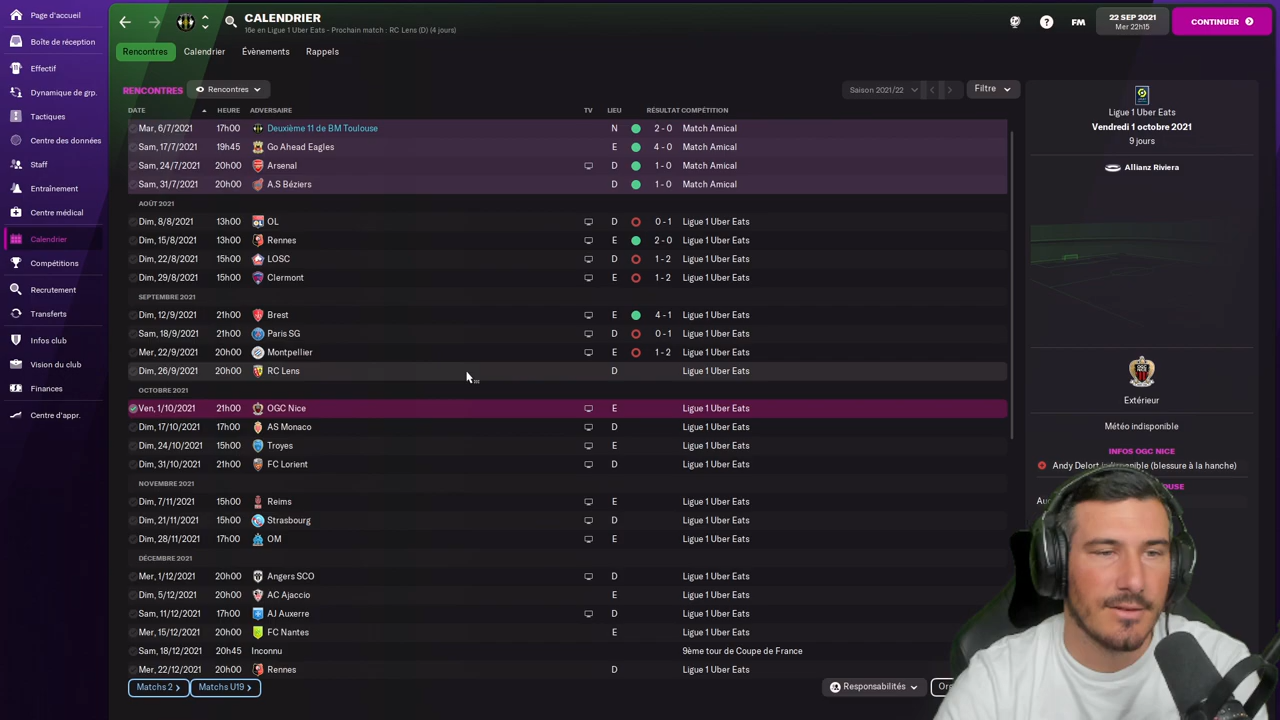 Page d'accueil
Boîte de réception
Effectif
Dynamique de grp.
Tactiques
Centre des données
Staff
Entraînement
Centre médical
Calendrier
Compétitions
Recrutement
Transferts
Infos club
Vision du club
Finances
Centre d'appr.
CALENDRIER
16e en Ligue 1 Uber Eats - Prochain match : RC Lens (D) (4 jours)
FM
22 SEP 2021
Mer 22h15
CONTINUER
Rencontres Calendrier Évènements Rappels
RENCONTRES Rencontres Saison 2021/22 Filtre
DATE HEURE ADVERSAIRE TV LIEU RÉSULTAT COMPÉTITION
Mar, 6/7/2021 17h00 Deuxième 11 de BM Toulouse N 2 - 0 Match Amical
Sam, 17/7/2021 19h45 Go Ahead Eagles E 4 - 0 Match Amical
Sam, 24/7/2021 20h00 Arsenal D 1 - 0 Match Amical
Sam, 31/7/2021 20h00 A.S Béziers D 1 - 0 Match Amical
AOÛT 2021
Dim, 8/8/2021 13h00 OL D 0 - 1 Ligue 1 Uber Eats
Dim, 15/8/2021 13h00 Rennes E 2 - 0 Ligue 1 Uber Eats
Dim, 22/8/2021 15h00 LOSC D 1 - 2 Ligue 1 Uber Eats
Dim, 29/8/2021 15h00 Clermont E 1 - 2 Ligue 1 Uber Eats
SEPTEMBRE 2021
Dim, 12/9/2021 21h00 Brest E 4 - 1 Ligue 1 Uber Eats
Sam, 18/9/2021 21h00 Paris SG D 0 - 1 Ligue 1 Uber Eats
Mer, 22/9/2021 20h00 Montpellier E 1 - 2 Ligue 1 Uber Eats
Dim, 26/9/2021 20h00 RC Lens D Ligue 1 Uber Eats
OCTOBRE 2021
Ven, 1/10/2021 21h00 OGC Nice E Ligue 1 Uber Eats
Dim, 17/10/2021 17h00 AS Monaco D Ligue 1 Uber Eats
Dim, 24/10/2021 15h00 Troyes E Ligue 1 Uber Eats
Dim, 31/10/2021 21h00 FC Lorient D Ligue 1 Uber Eats
NOVEMBRE 2021
Dim, 7/11/2021 15h00 Reims E Ligue 1 Uber Eats
Dim, 21/11/2021 15h00 Strasbourg D Ligue 1 Uber Eats
Dim, 28/11/2021 17h00 OM D Ligue 1 Uber Eats
DÉCEMBRE 2021
Mer, 1/12/2021 20h00 Angers SCO D Ligue 1 Uber Eats
Dim, 5/12/2021 20h00 AC Ajaccio E Ligue 1 Uber Eats
Sam, 11/12/2021 17h00 AJ Auxerre D Ligue 1 Uber Eats
Mer, 15/12/2021 20h00 FC Nantes E Ligue 1 Uber Eats
Sam, 18/12/2021 20h45 Inconnu 9ème tour de Coupe de France
Mer, 22/12/2021 20h00 Rennes D Ligue 1 Uber Eats
Matchs 2 Matchs U19 Responsabilités
Ligue 1 Uber Eats
Vendredi 1 octobre 2021
9 jours
Allianz Riviera
Extérieur
Météo indisponible
INFOS OGC NICE
(blessure à la hanche)
Andy Delort